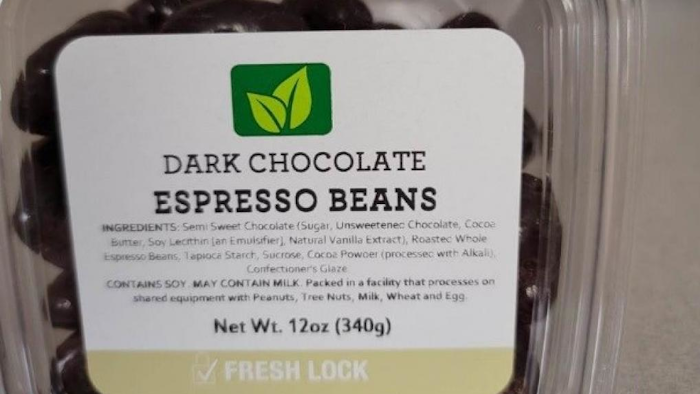 DARK CHOCOLATE
ESPRESSO BEANS
INGREDIENTS: Semi Sweet Chocolate (Sugar, Unsweetened Chocolate, Cocoa
Butter, Soy Lecithin [an Emulsifier], Natural Vanilla Extract), Roasted Whole
Espresso Beans, Tapioca Starch, Sucrose, Cocoa Powder (processed with Alkali),
Confectioner's Glaze
CONTAINS SOY. MAY CONTAIN MILK. Packed in a facility that processes on
shared equipment with Peanuts, Tree Nuts, Milk, Wheat and Egg.
Net Wt. 12oz (340g)
FRESH LOCK